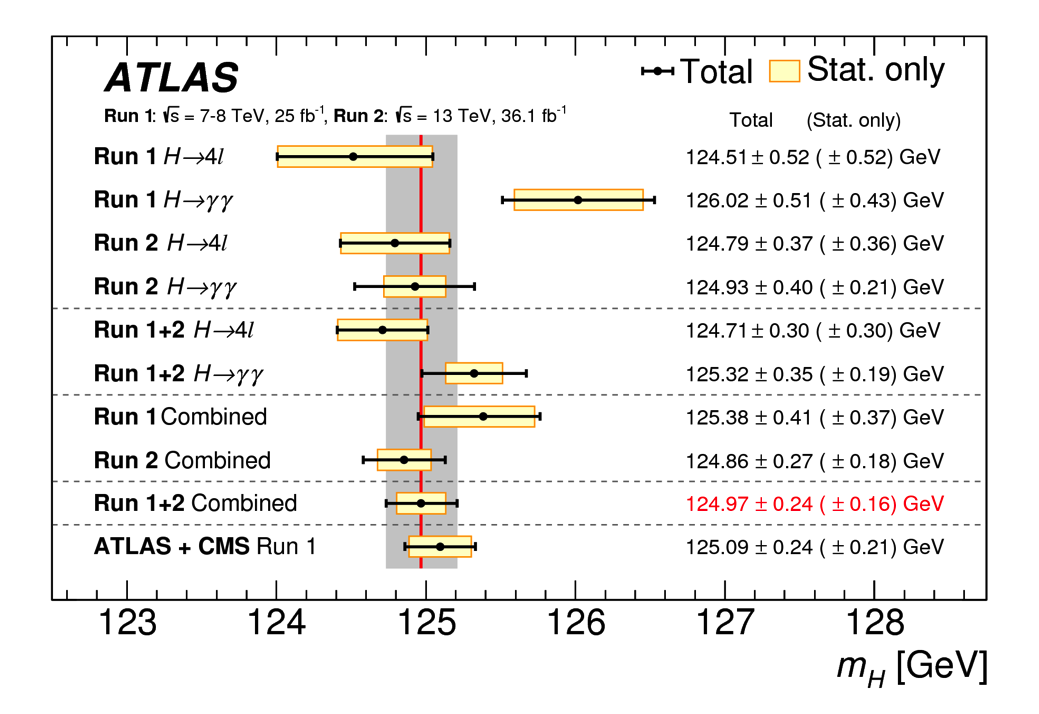 ATLAS
Total Stat. only
Run 1: √s = 7-8 TeV, 25 fb⁻¹, Run 2: √s = 13 TeV, 36.1 fb⁻¹
Total (Stat. only)
Run 1 H→4l 124.51 ± 0.52 ( ± 0.52) GeV
Run 1 H→γγ 126.02 ± 0.51 ( ± 0.43) GeV
Run 2 H→4l 124.79 ± 0.37 ( ± 0.36) GeV
Run 2 H→γγ 124.93 ± 0.40 ( ± 0.21) GeV
Run 1+2 H→4l 124.71 ± 0.30 ( ± 0.30) GeV
Run 1+2 H→γγ 125.32 ± 0.35 ( ± 0.19) GeV
Run 1 Combined 125.38 ± 0.41 ( ± 0.37) GeV
Run 2 Combined 124.86 ± 0.27 ( ± 0.18) GeV
Run 1+2 Combined 124.97 ± 0.24 ( ± 0.16) GeV
ATLAS + CMS Run 1 125.09 ± 0.24 ( ± 0.21) GeV
123 124 125 126 127 128
m_H [GeV]